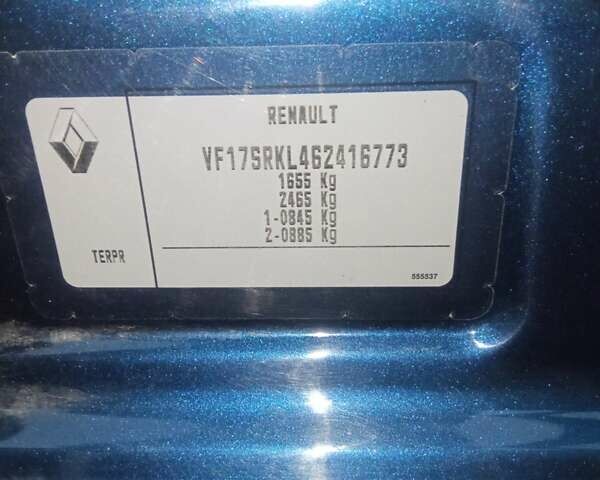 RENAULT
VF17SRKL462416773
1655 Kg
2465 Kg
1-0845 Kg
2-0885 Kg
TERPR
555537